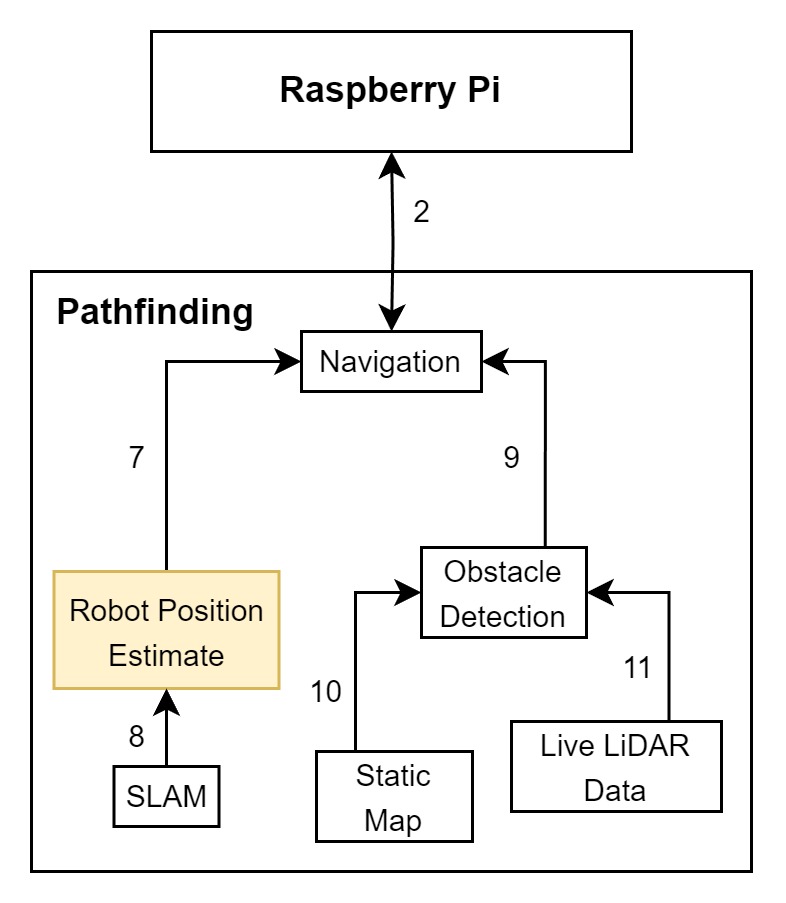 Raspberry Pi
2
Pathfinding
Navigation
7
9
Obstacle
Detection
Robot Position
Estimate
10
11
8
SLAM
Static
Map
Live LiDAR
Data